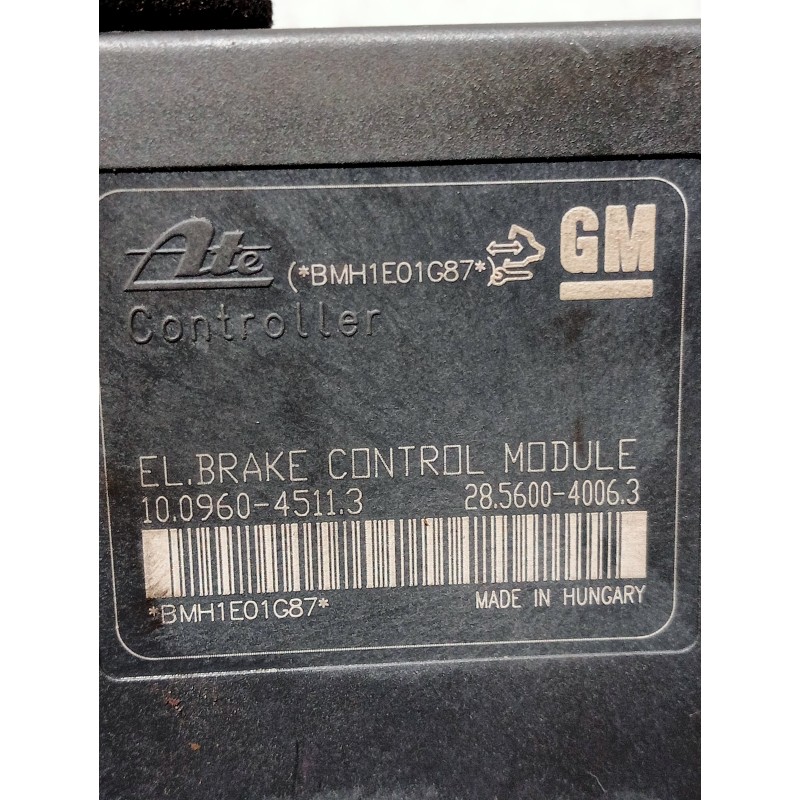 Ate (*BMH1E01G87*) GM
Controller
EL.BRAKE CONTROL MODULE
10.0960-4511.3 28.5600-4006.3
*BMH1E01G87* MADE IN HUNGARY